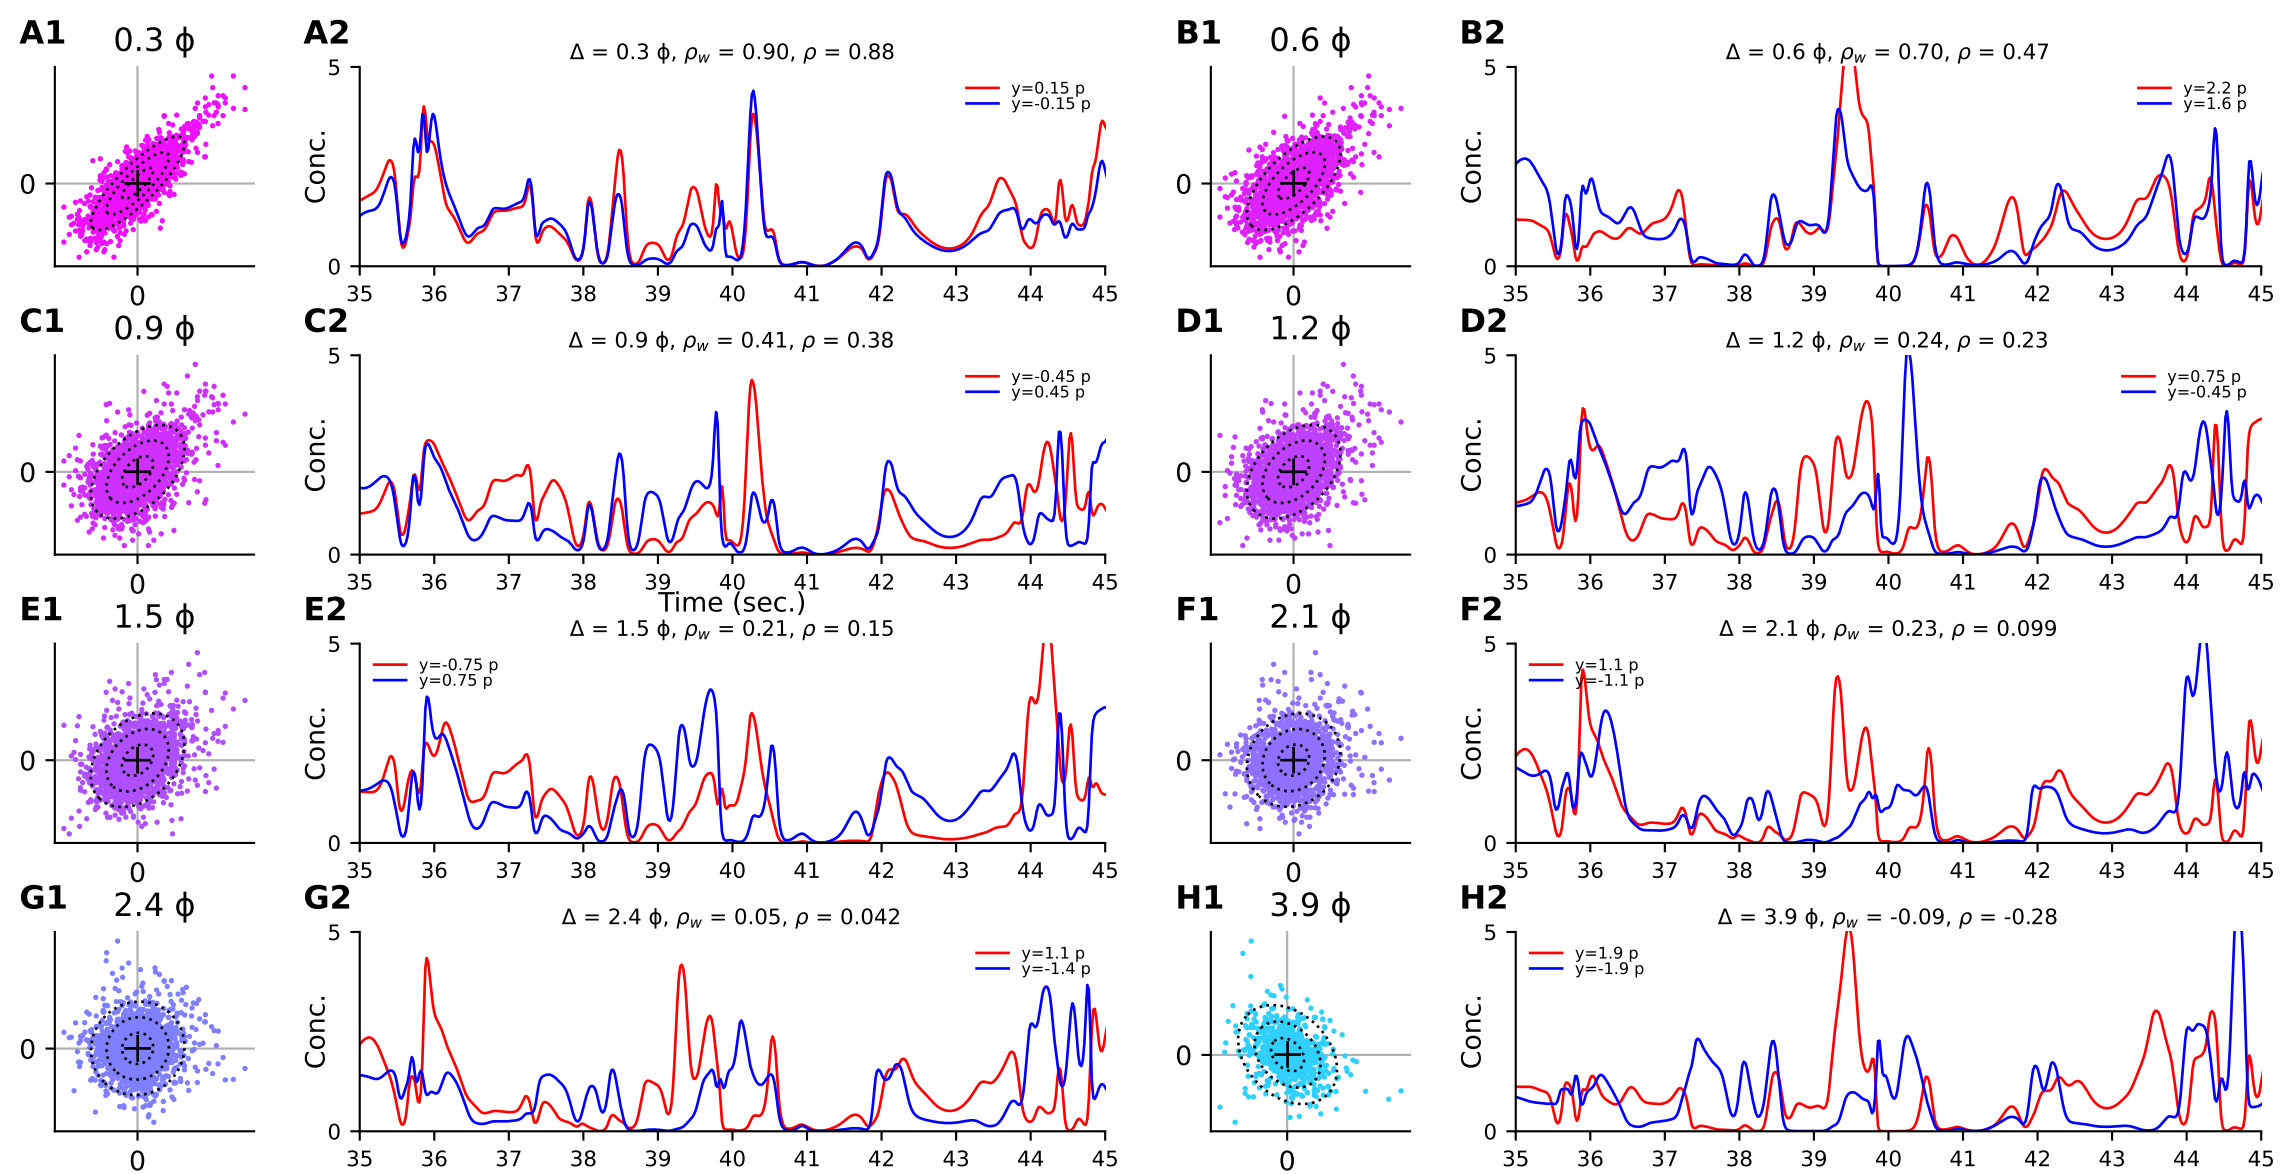 A1 0.3 ϕ
A2
Δ = 0.3 ϕ, ρw = 0.90, ρ = 0.88
y=0.15 p
y=-0.15 p
Conc.
5
0
0
0
35 36 37 38 39 40 41 42 43 44 45
B1 0.6 ϕ
B2
Δ = 0.6 ϕ, ρw = 0.70, ρ = 0.47
y=2.2 p
y=1.6 p
Conc.
5
0
0
0
35 36 37 38 39 40 41 42 43 44 45
C1 0.9 ϕ
C2
Δ = 0.9 ϕ, ρw = 0.41, ρ = 0.38
y=-0.45 p
y=0.45 p
Conc.
5
0
0
0
35 36 37 38 39 40 41 42 43 44 45
Time (sec.)
D1 1.2 ϕ
D2
Δ = 1.2 ϕ, ρw = 0.24, ρ = 0.23
y=0.75 p
y=-0.45 p
Conc.
5
0
0
0
35 36 37 38 39 40 41 42 43 44 45
E1 1.5 ϕ
E2
Δ = 1.5 ϕ, ρw = 0.21, ρ = 0.15
y=-0.75 p
y=0.75 p
Conc.
5
0
0
0
35 36 37 38 39 40 41 42 43 44 45
F1 2.1 ϕ
F2
Δ = 2.1 ϕ, ρw = 0.23, ρ = 0.099
y=1.1 p
y=-1.1 p
Conc.
5
0
0
0
35 36 37 38 39 40 41 42 43 44 45
G1 2.4 ϕ
G2
Δ = 2.4 ϕ, ρw = 0.05, ρ = 0.042
y=1.1 p
y=-1.4 p
Conc.
5
0
0
0
35 36 37 38 39 40 41 42 43 44 45
H1 3.9 ϕ
H2
Δ = 3.9 ϕ, ρw = -0.09, ρ = -0.28
y=1.9 p
y=-1.9 p
Conc.
5
0
0
0
35 36 37 38 39 40 41 42 43 44 45